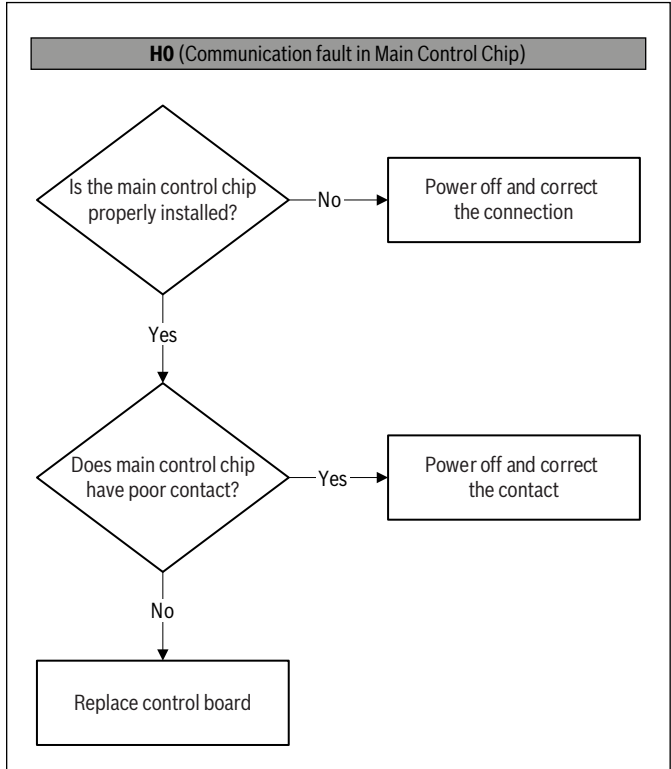 H0 (Communication fault in Main Control Chip)
Is the main control chip
properly installed?
No
Power off and correct
the connection
Yes
Does main control chip
have poor contact?
Yes
Power off and correct
the contact
No
Replace control board